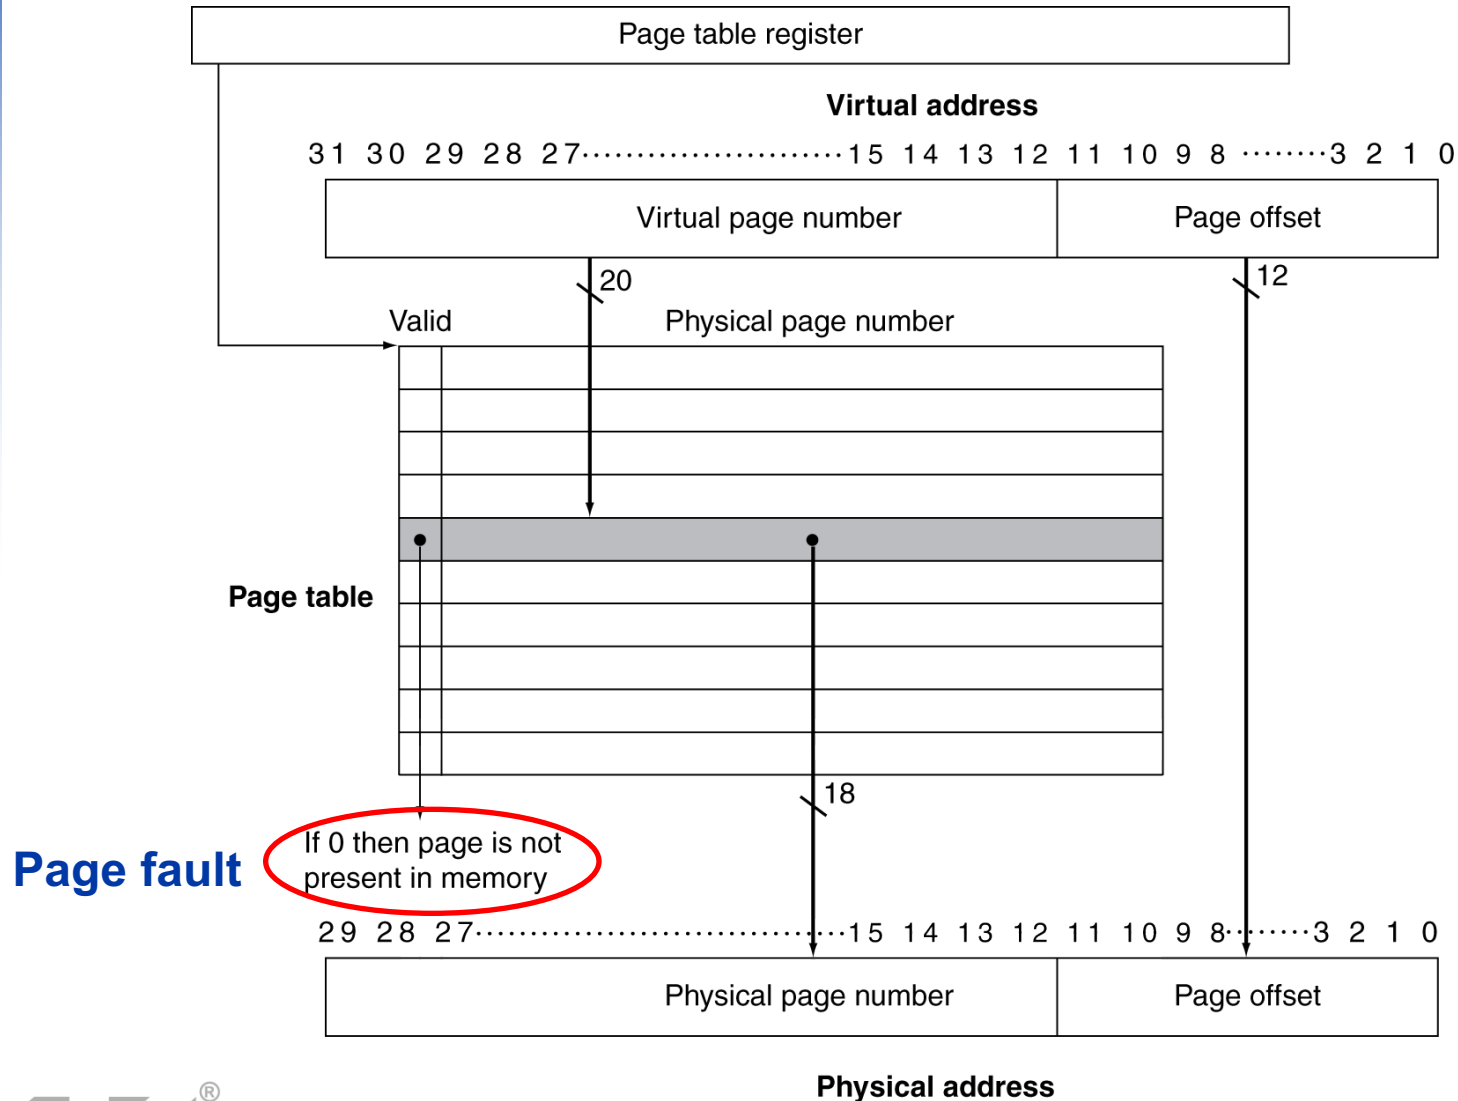 Page table register
Virtual address
31 30 29 28 27························15 14 13 12 11 10 9 8 ········3 2 1 0
Virtual page number Page offset
20 12
Valid Physical page number
Page table
18
If 0 then page is not
present in memory
Page fault
29 28 27··································15 14 13 12 11 10 9 8········3 2 1 0
Physical page number Page offset
®
Physical address